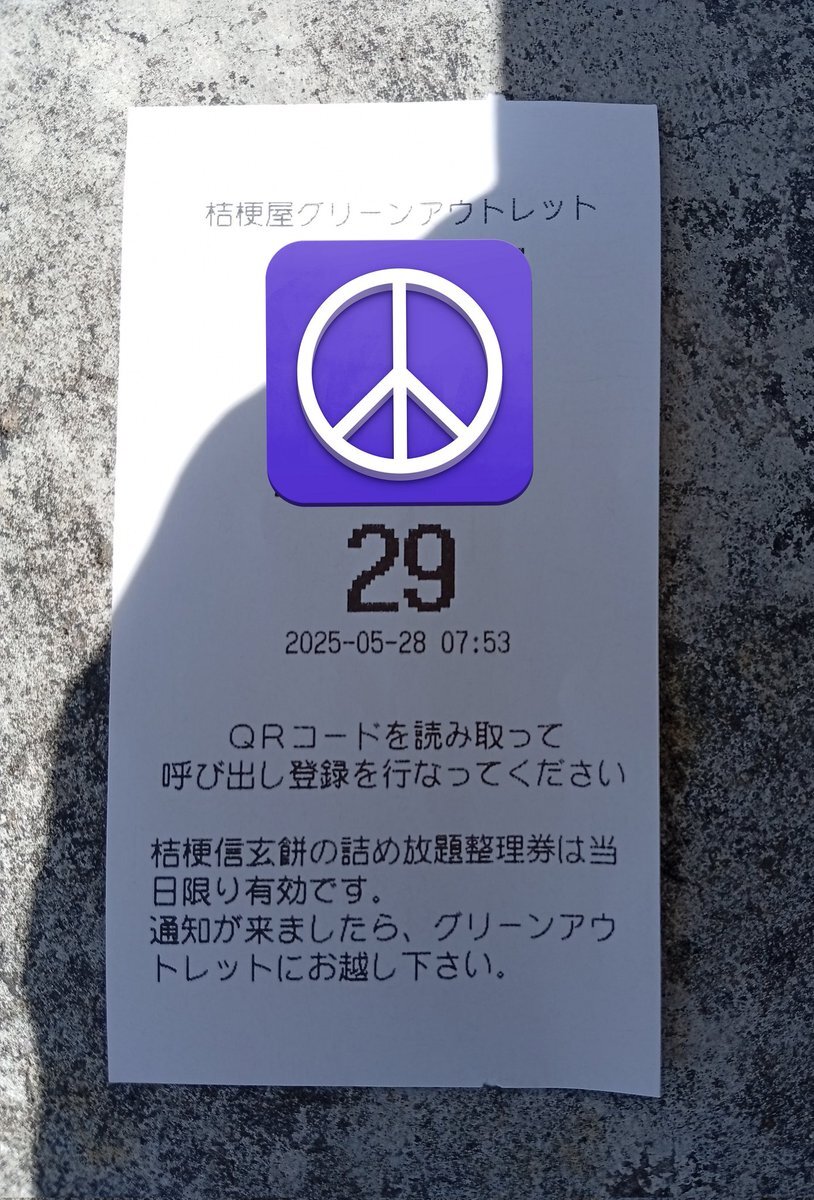 桔梗屋グリーンアウトレット
29
2025-05-28 07:53
QRコードを読み取って
呼び出し登録を行なってください
桔梗信玄餅の詰め放題整理券は当
日限り有効です。
通知が来ましたら、グリーンアウ
トレットにお越し下さい。